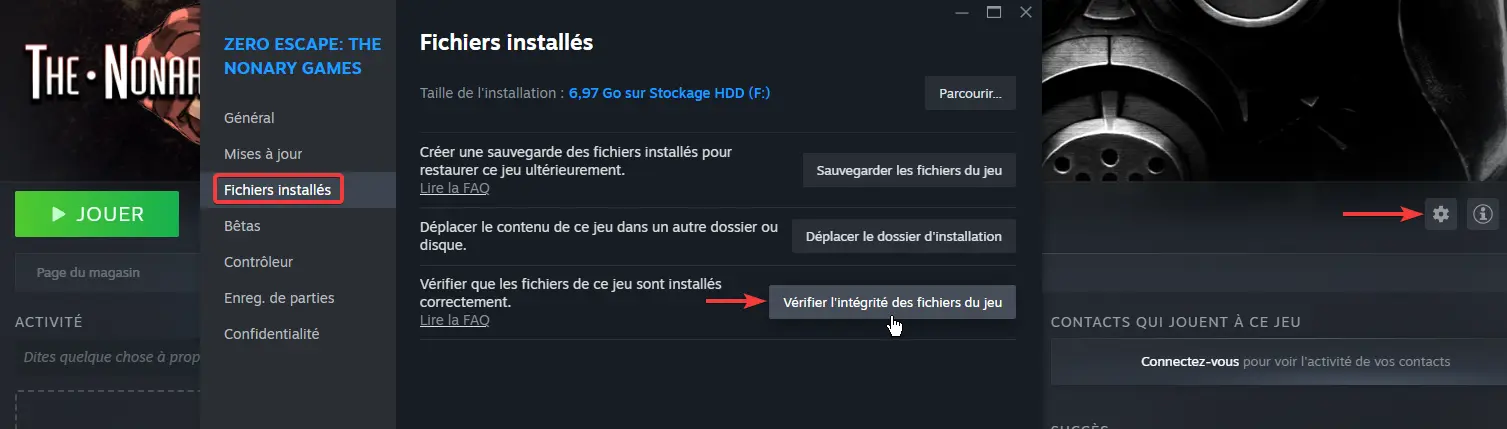 THE • NONAR
ZERO ESCAPE: THE
NONARY GAMES
Général
Mises à jour
Fichiers installés
Bêtas
Contrôleur
Enreg. de parties
Confidentialité
Fichiers installés
Taille de l'installation : 6,97 Go sur Stockage HDD (F:)
Parcourir...
Créer une sauvegarde des fichiers installés pour
restaurer ce jeu ultérieurement.
Lire la FAQ
Sauvegarder les fichiers du jeu
Déplacer le contenu de ce jeu dans un autre dossier ou
disque.
Déplacer le dossier d'installation
Vérifier que les fichiers de ce jeu sont installés
correctement.
Lire la FAQ
Vérifier l'intégrité des fichiers du jeu
JOUER
Page du magasin
ACTIVITÉ
Dites quelque chose à prop
CONTACTS QUI JOUENT À CE JEU
Connectez-vous pour voir l'activité de vos contacts
SUCCÈS